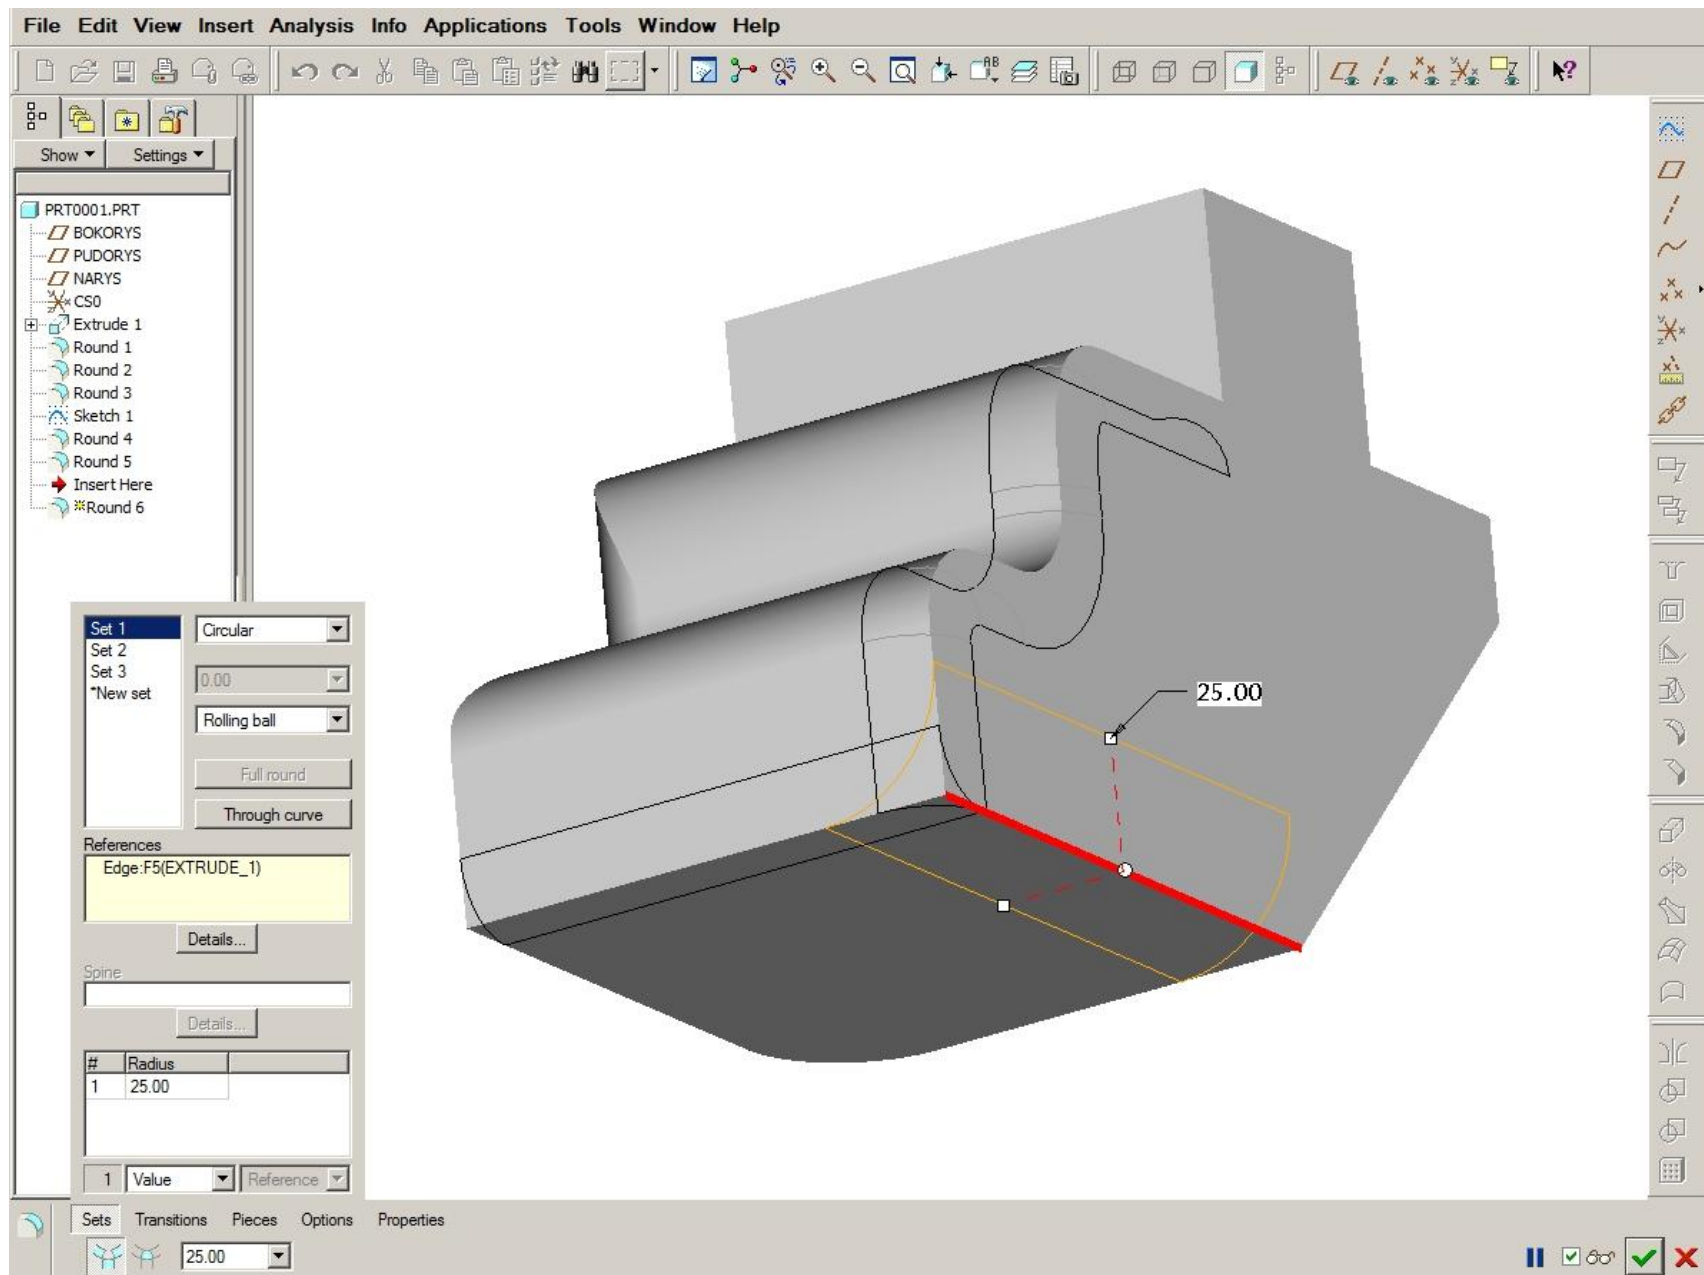 File Edit View Insert Analysis Info Applications Tools Window Help
Show Settings
PRT0001.PRT
BOKORYS
PUDORYS
NARYS
CS0
Extrude 1
Round 1
Round 2
Round 3
Sketch 1
Round 4
Round 5
Insert Here
Round 6
Set 1
Set 2
Set 3
*New set
Circular
0.00
Rolling ball
Full round
Through curve
References
Edge:F5(EXTRUDE_1)
Details...
Spine
Details...
# Radius
1 25.00
1 Value Reference
25.00
Sets Transitions Pieces Options Properties
25.00